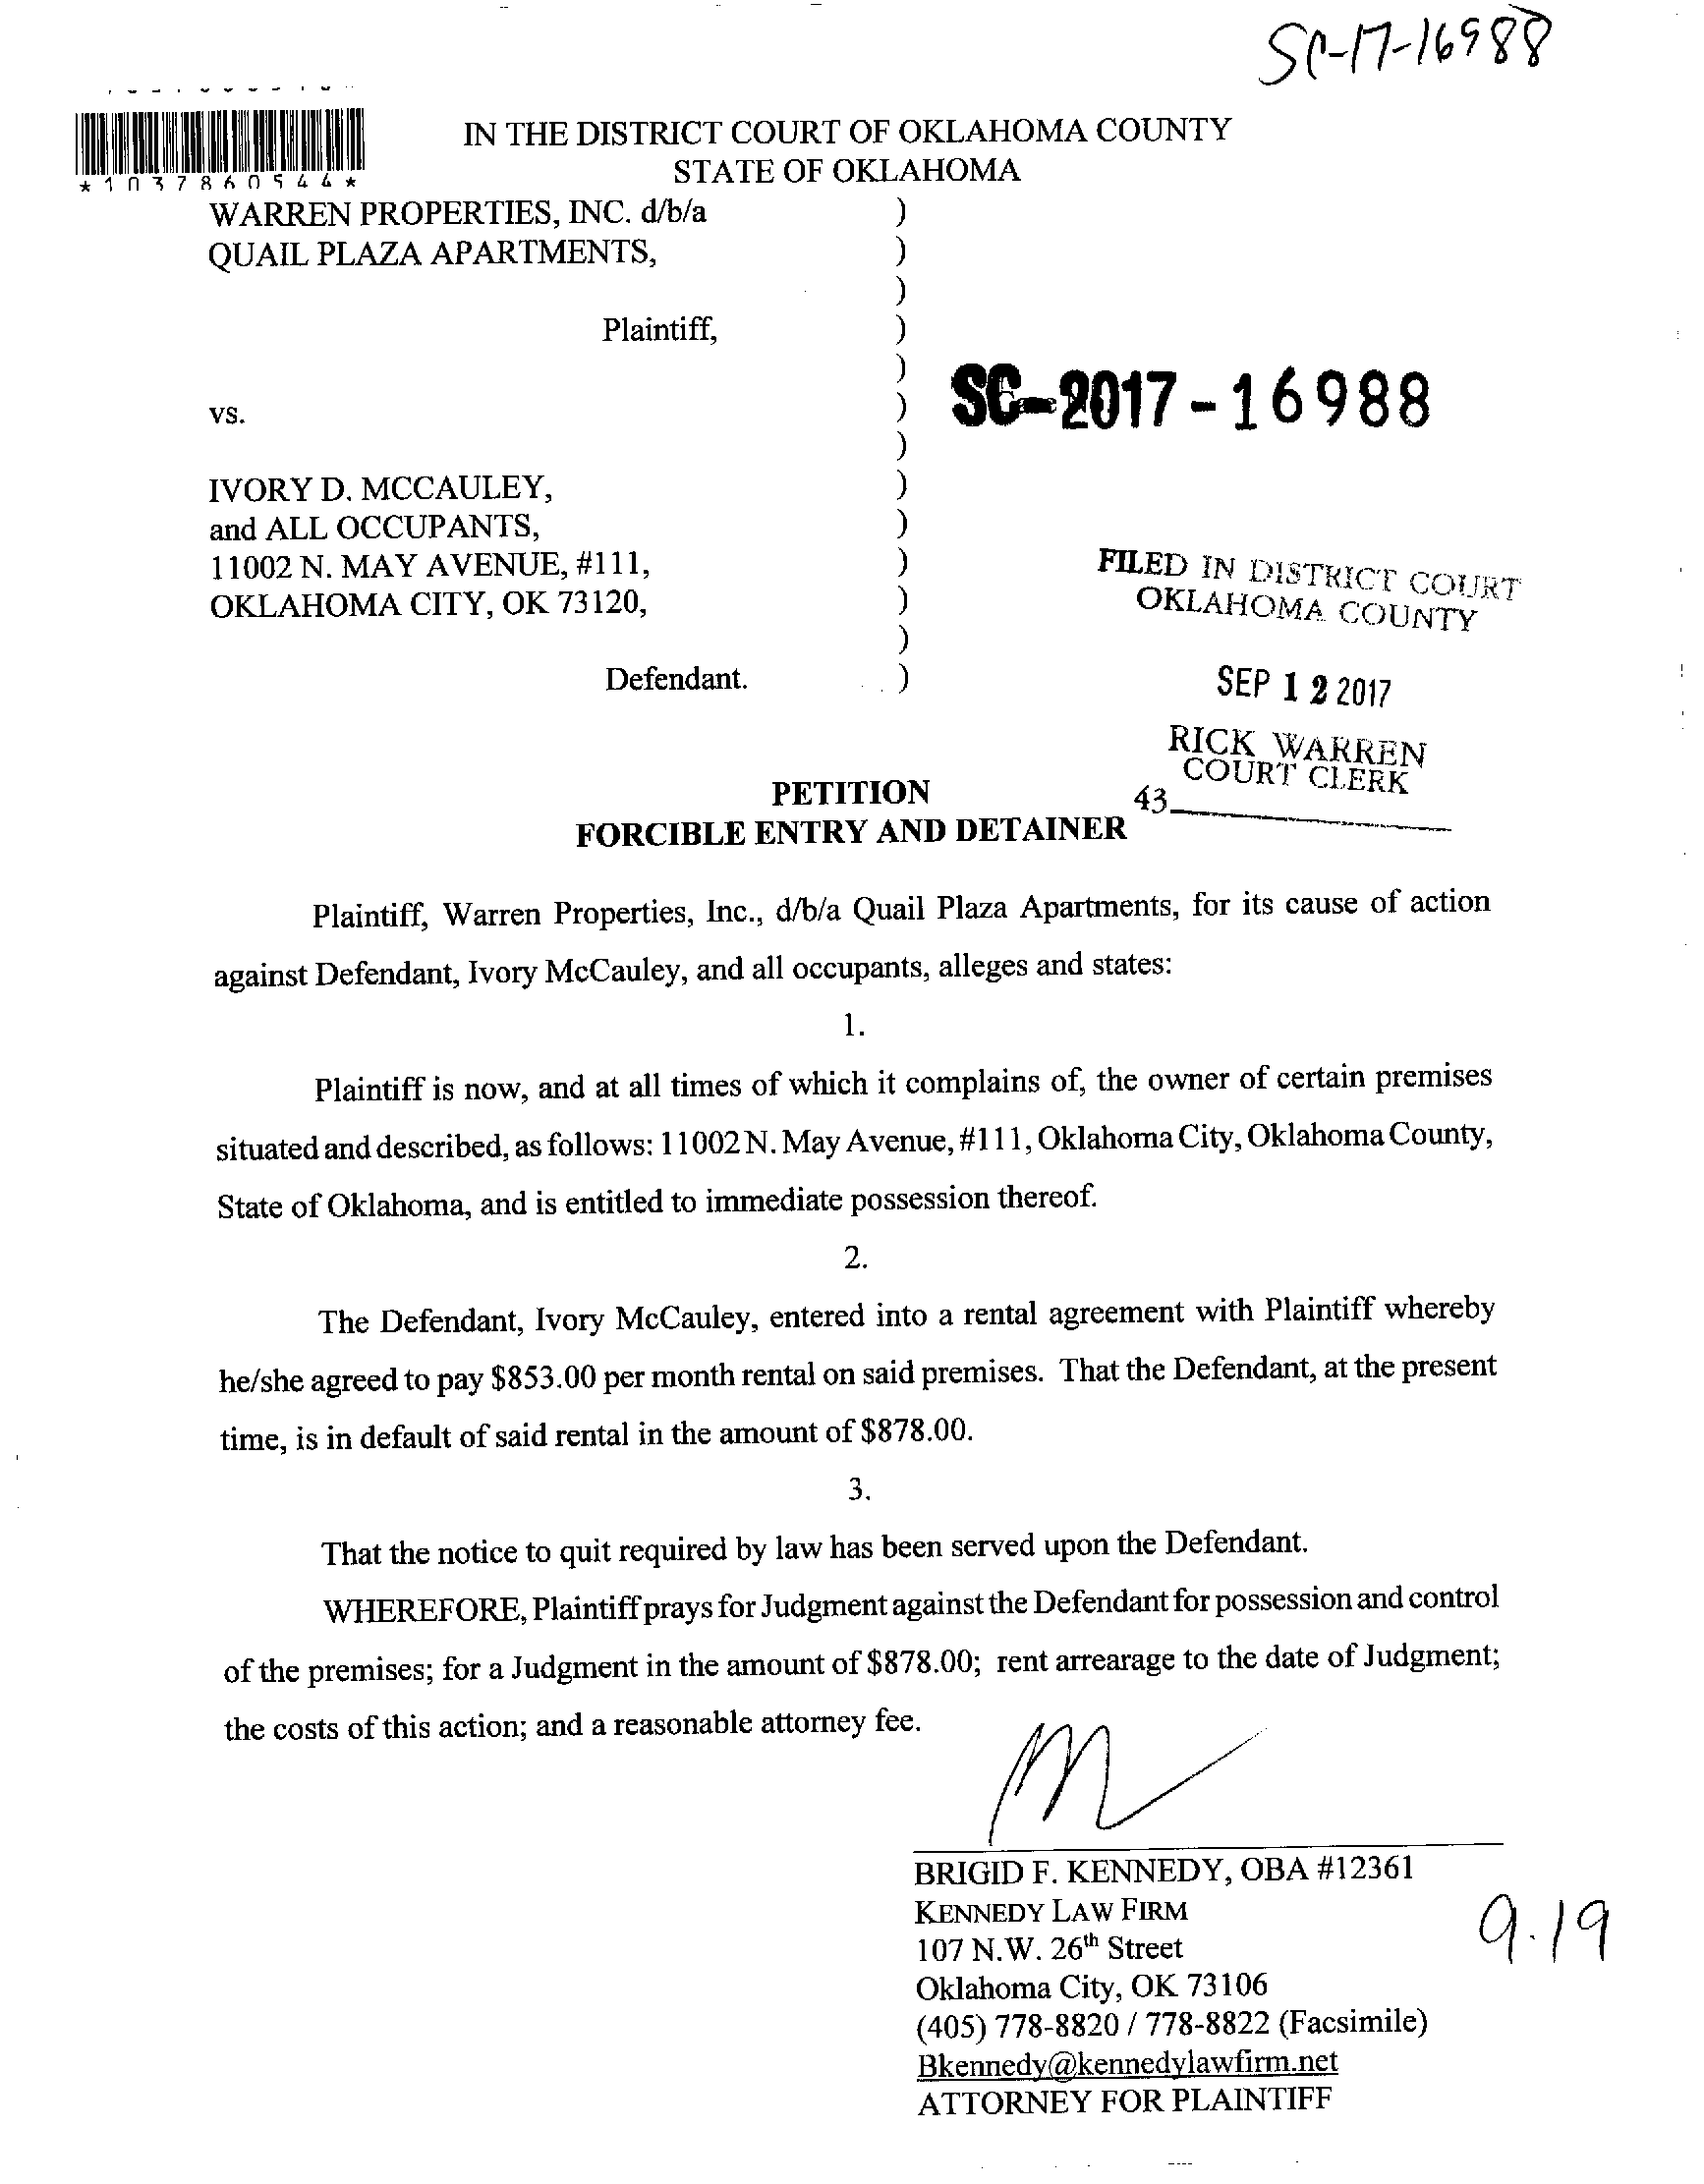 SC-17-16988
*1037860544*
IN THE DISTRICT COURT OF OKLAHOMA COUNTY
STATE OF OKLAHOMA
WARREN PROPERTIES, INC. d/b/a )
QUAIL PLAZA APARTMENTS, )
)
Plaintiff, )
)
vs. ) SC-2017-16988
)
IVORY D. MCCAULEY, )
and ALL OCCUPANTS, )
11002 N. MAY AVENUE, #111, )
OKLAHOMA CITY, OK 73120, )
)
Defendant. )
FILED IN DISTRICT COURT
OKLAHOMA COUNTY
SEP 12 2017
RICK WARREN
COURT CLERK
43
PETITION
FORCIBLE ENTRY AND DETAINER
Plaintiff, Warren Properties, Inc., d/b/a Quail Plaza Apartments, for its cause of action
against Defendant, Ivory McCauley, and all occupants, alleges and states:
1.
Plaintiff is now, and at all times of which it complains of, the owner of certain premises
situated and described, as follows: 11002 N. May Avenue, #111, Oklahoma City, Oklahoma County,
State of Oklahoma, and is entitled to immediate possession thereof.
2.
The Defendant, Ivory McCauley, entered into a rental agreement with Plaintiff whereby
he/she agreed to pay $853.00 per month rental on said premises. That the Defendant, at the present
time, is in default of said rental in the amount of $878.00.
3.
That the notice to quit required by law has been served upon the Defendant.
WHEREFORE, Plaintiff prays for Judgment against the Defendant for possession and control
of the premises; for a Judgment in the amount of $878.00; rent arrearage to the date of Judgment;
the costs of this action; and a reasonable attorney fee.
BRIGID F. KENNEDY, OBA #12361
KENNEDY LAW FIRM
107 N.W. 26th Street
Oklahoma City, OK 73106
(405) 778-8820 / 778-8822 (Facsimile)
Bkennedy@kennedylawfirm.net
ATTORNEY FOR PLAINTIFF
9.19